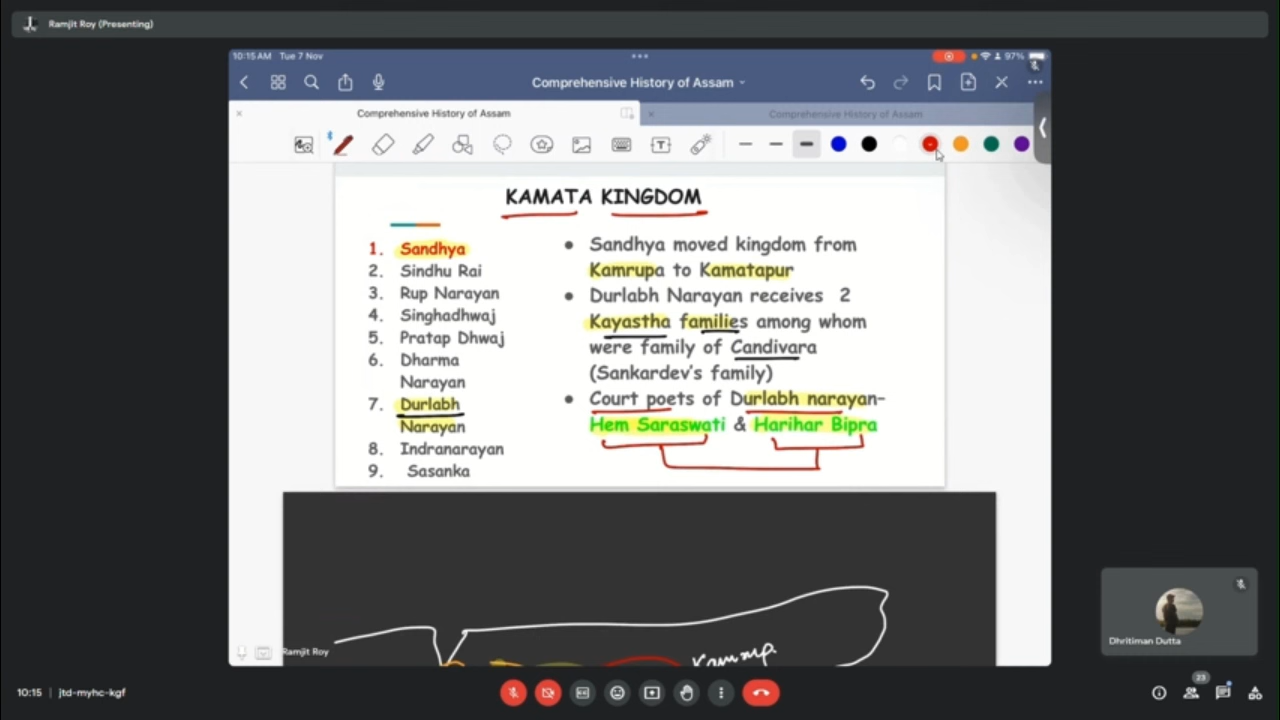 Ramjit Roy (Presenting)
10:15 AM Tue 7 Nov
97%
Comprehensive History of Assam
Comprehensive History of Assam
Comprehensive History of Assam
KAMATA KINGDOM
1. Sandhya
2. Sindhu Rai
3. Rup Narayan
4. Singhadhwaj
5. Pratap Dhwaj
6. Dharma
Narayan
7. Durlabh
Narayan
8. Indranarayan
9. Sasanka
• Sandhya moved kingdom from
Kamrupa to Kamatapur
• Durlabh Narayan receives 2
Kayastha families among whom
were family of Candivara
(Sankardev's family)
• Court poets of Durlabh narayan-
Hem Saraswati & Harihar Bipra
Ramjit Roy
Dhritiman Dutta
10:15 | jtd-myhc-kgf
23